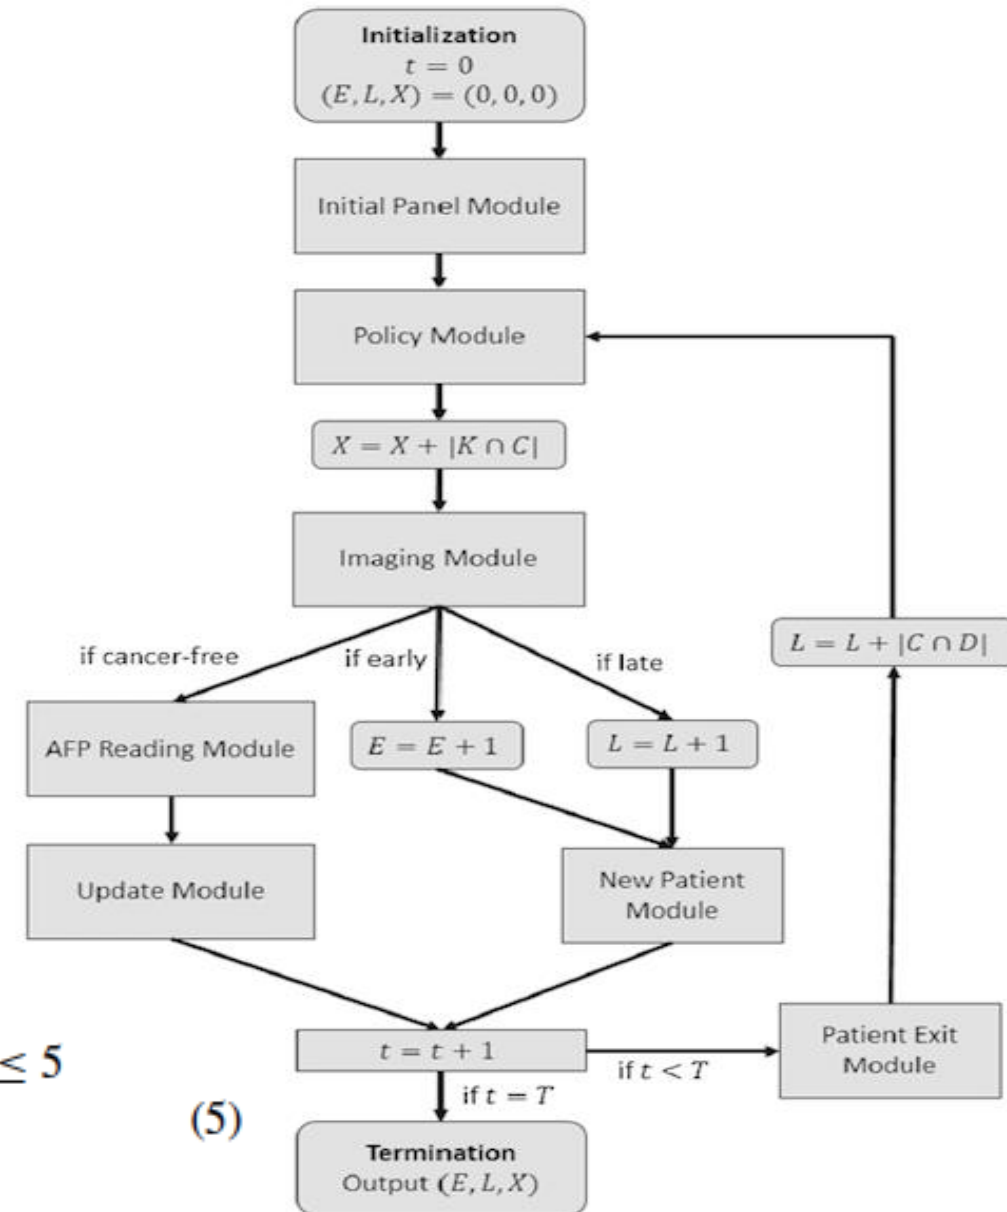 Initialization
t = 0
(E, L, X) = (0, 0, 0)
Initial Panel Module
Policy Module
X = X + |K ∩ C|
Imaging Module
if cancer-free
if early
if late
L = L + |C ∩ D|
AFP Reading Module
E = E + 1
L = L + 1
Update Module
New Patient
Module
t = t + 1
if t < T
Patient Exit
Module
≤ 5
if t = T
(5)
Termination
Output (E, L, X)